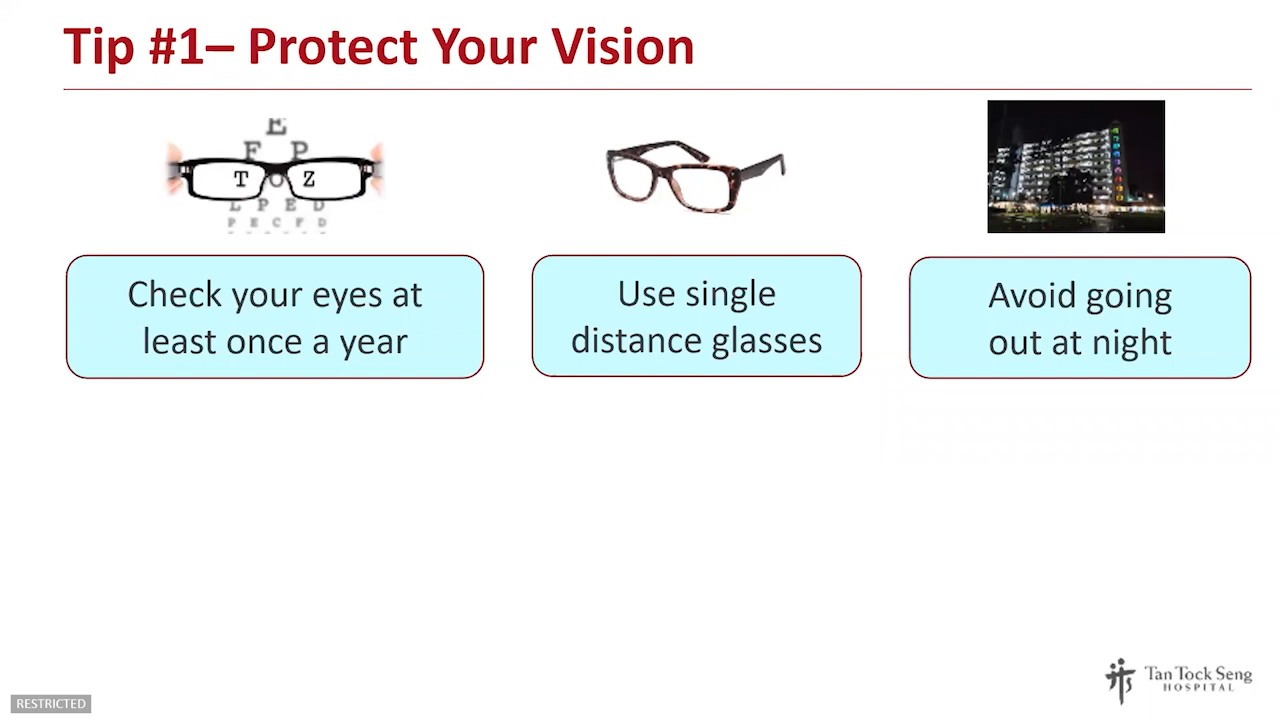 Tip #1– Protect Your Vision
E
F P
T O Z
L P E D
P E C F D
Check your eyes at
least once a year
Use single
distance glasses
Avoid going
out at night
RESTRICTED
Tan Tock Seng
HOSPITAL